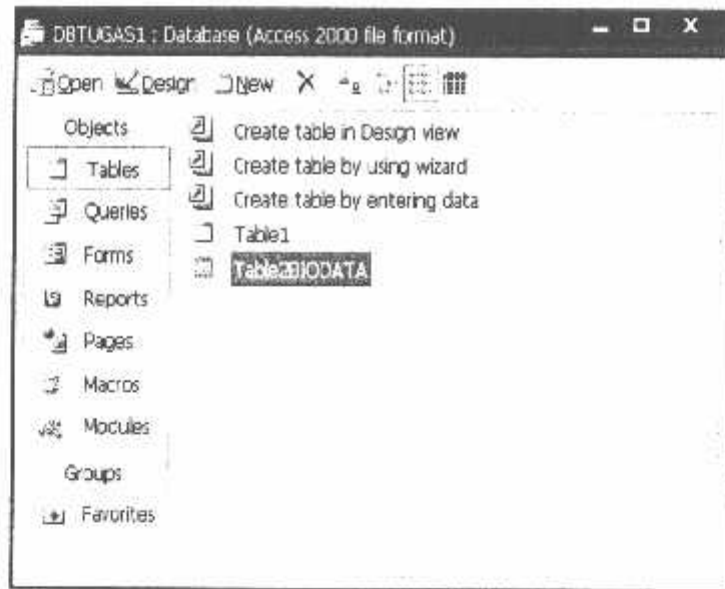 DBTUGAS1 : Database (Access 2000 file format)
Open Design New
Objects
Tables
Queries
Forms
Reports
Pages
Macros
Modules
Groups
Favorites
Create table in Design view
Create table by using wizard
Create table by entering data
Table1